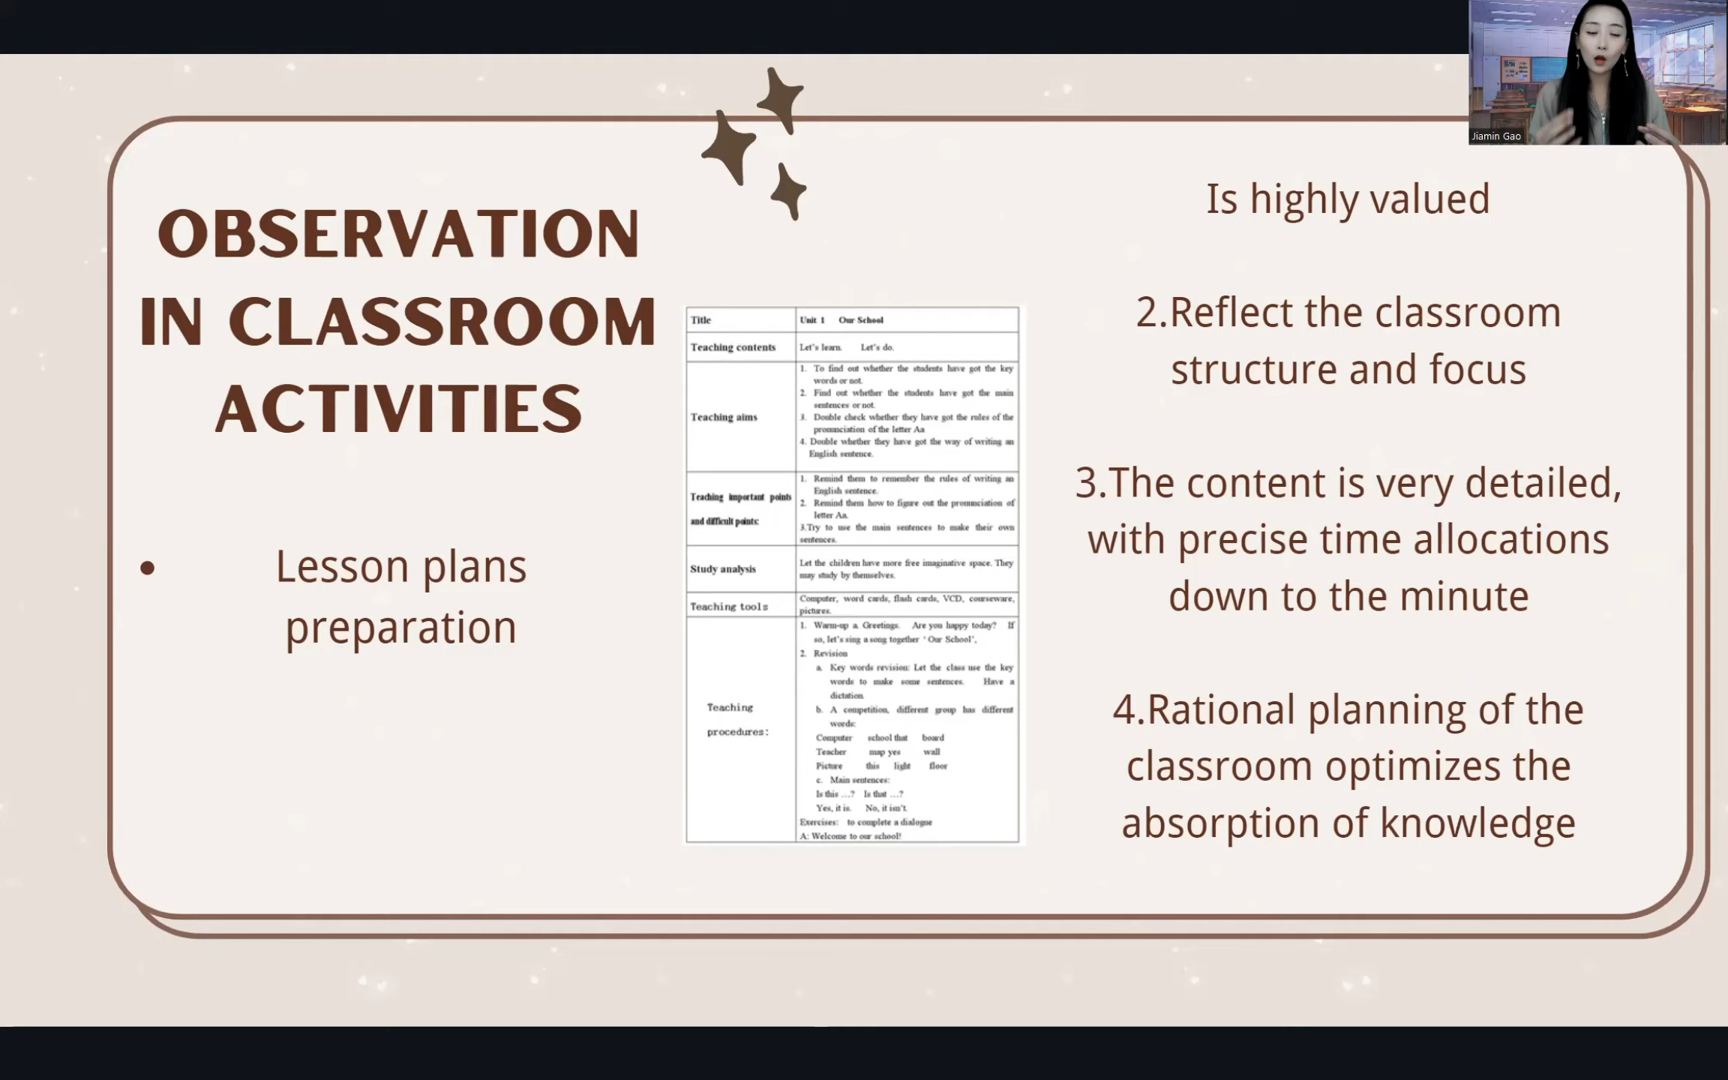 Jiamin Gao
OBSERVATION
IN CLASSROOM
ACTIVITIES
• Lesson plans
preparation
Title Unit 1 Our School
Teaching contents Let's learn. Let's do.
Teaching aims
1. To find out whether the students have got the key
words or not.
2. Find out whether the students have got the main
sentences or not.
3. Double check whether they have got the rules of the
pronunciation of the letter Aa
4. Double whether they have got the way of writing an
English sentence.
Teaching important points
and difficult points:
1. Remind them to remember the rules of writing an
English sentence.
2. Remind them how to figure out the pronunciation of
letter Aa.
3.Try to use the main sentences to make their own
sentences.
Study analysis
Let the children have more free imaginative space. They
may study by themselves.
Teaching tools
Computer, word cards, flash cards, VCD, courseware,
pictures.
Teaching
procedures:
1. Warm-up a. Greetings. Are you happy today? If
so, let's sing a song together 'Our School'.
2. Revision
a. Key words revision: Let the class use the key
words to make some sentences. Have a
dictation.
b. A competition, different group has different
words:
Computer school that board
Teacher map yes wall
Picture this light floor
c. Main sentences:
Is this …? Is that …?
Yes, it is. No, it isn't.
Exercises: to complete a dialogue
A: Welcome to our school!
Is highly valued
2.Reflect the classroom
structure and focus
3.The content is very detailed,
with precise time allocations
down to the minute
4.Rational planning of the
classroom optimizes the
absorption of knowledge